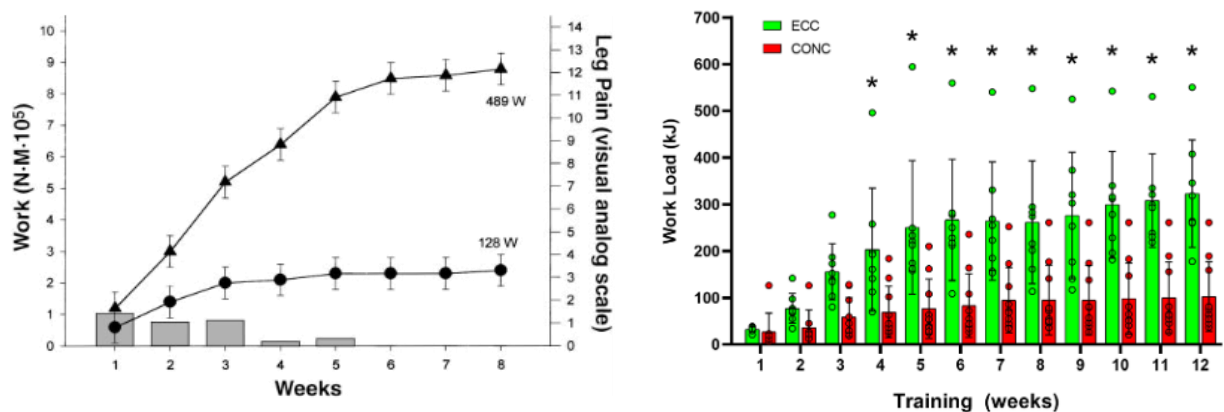 Work (N·M·10⁵)
10
9
8
7
6
5
4
3
2
1
0
489 W
128 W
14
13
12
11
10
9
8
7
6
5
4
3
2
1
0
Leg Pain (visual analog scale)
1 2 3 4 5 6 7 8
Weeks
Work Load (kJ)
700
600
500
400
300
200
100
0
ECC
CONC
* * * * * * * * *
1 2 3 4 5 6 7 8 9 10 11 12
Training (weeks)